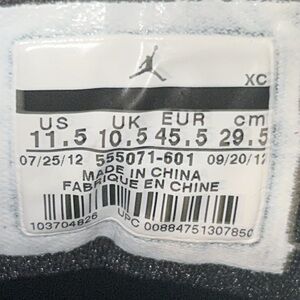 XC
US UK EUR cm
11.5 10.5 45.5 29.5
07/25/12 555071-601 09/20/12
MADE IN CHINA
FABRIQUE EN CHINE
103704826 UPC 00884751307850